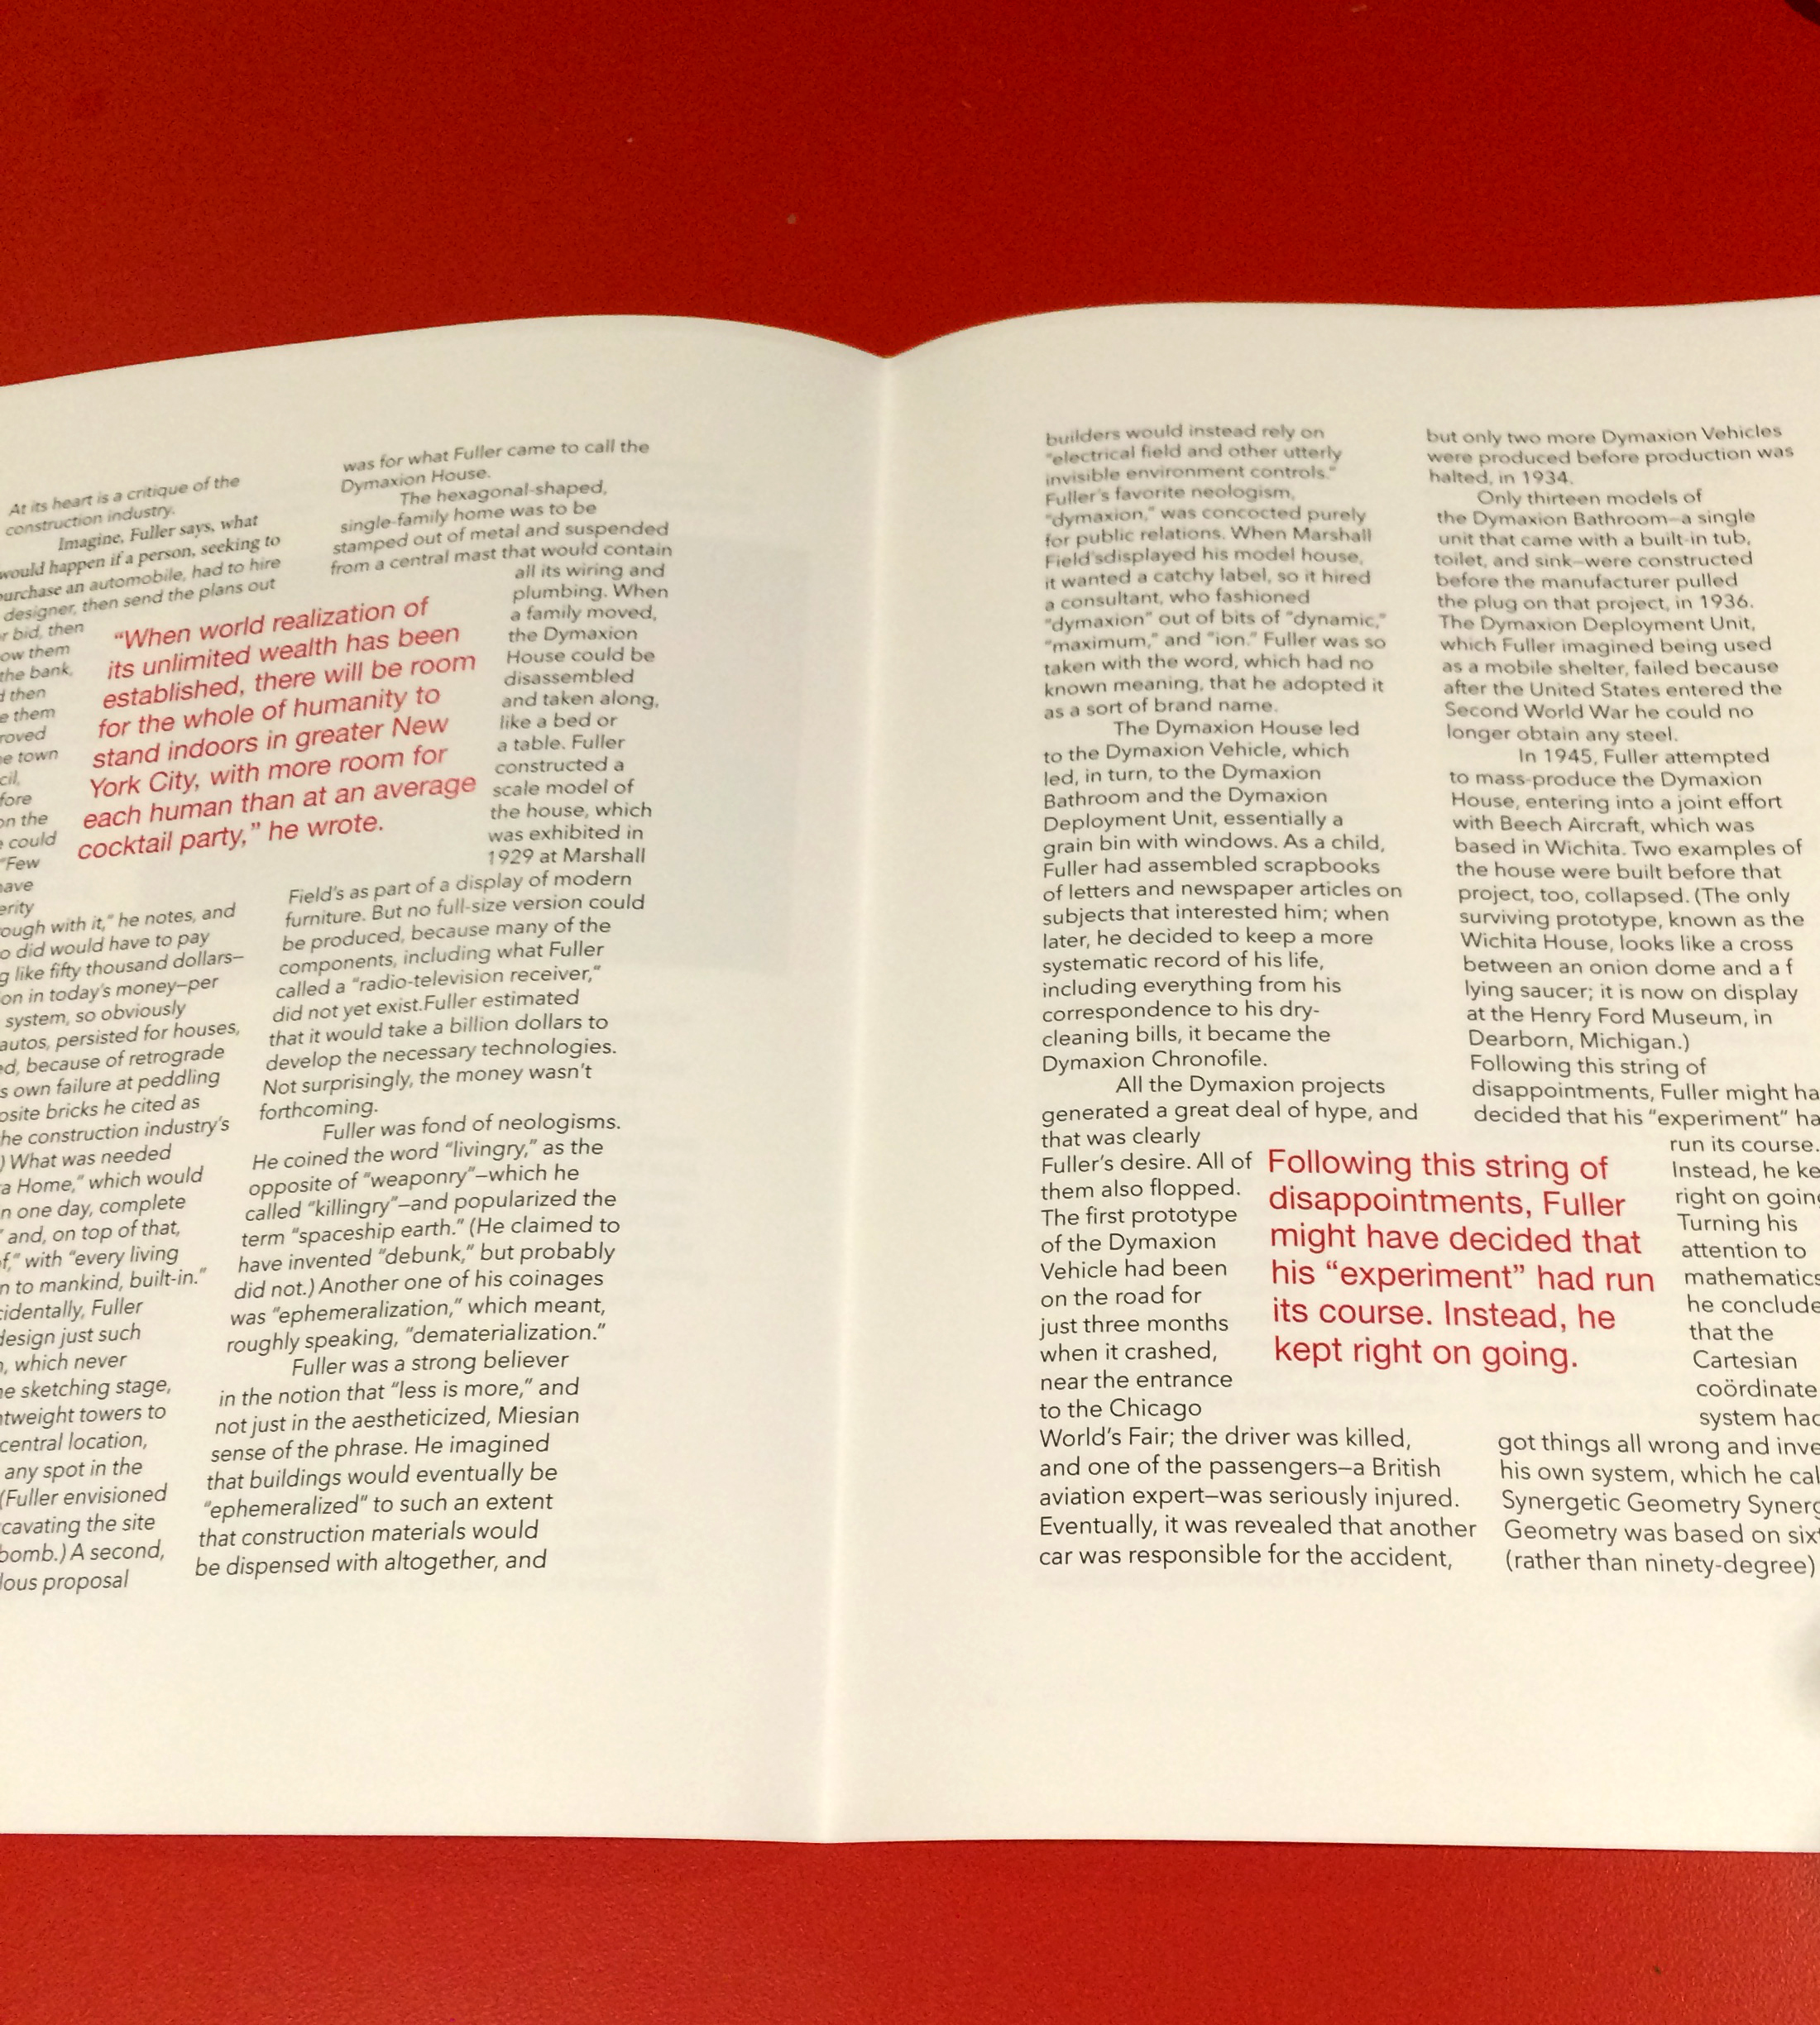 At its heart is a critique of the
construction industry.
Imagine, Fuller says, what
would happen if a person, seeking to
purchase an automobile, had to hire
designer, then send the plans out
bid, then
them
the bank,
then
them
town
on the
could
“Few
ough with it,” he notes, and
did would have to pay
like fifty thousand dollars–
in today's money–per
system, so obviously
autos, persisted for houses,
because of retrograde
own failure at peddling
bricks he cited as
the construction industry's
) What was needed
a Home,” which would
in one day, complete
” and, on top of that,
with “every living
to mankind, built-in.”
Fuller
design just such
, which never
sketching stage,
towers to
central location,
any spot in the
(Fuller envisioned
the site
bomb.) A second,
proposal
“When world realization of
its unlimited wealth has been
established, there will be room
for the whole of humanity to
stand indoors in greater New
York City, with more room for
each human than at an average
cocktail party,” he wrote.
was for what Fuller came to call the
Dymaxion House.
The hexagonal-shaped,
single-family home was to be
stamped out of metal and suspended
from a central mast that would contain
all its wiring and
plumbing. When
a family moved,
the Dymaxion
House could be
disassembled
and taken along,
like a bed or
a table. Fuller
constructed a
scale model of
the house, which
was exhibited in
1929 at Marshall
Field's as part of a display of modern
furniture. But no full-size version could
be produced, because many of the
components, including what Fuller
called a “radio-television receiver,”
did not yet exist.Fuller estimated
that it would take a billion dollars to
develop the necessary technologies.
Not surprisingly, the money wasn't
forthcoming.
Fuller was fond of neologisms.
He coined the word “livingry,” as the
opposite of “weaponry”–which he
called “killingry”–and popularized the
term “spaceship earth.” (He claimed to
have invented “debunk,” but probably
did not.) Another one of his coinages
was “ephemeralization,” which meant,
roughly speaking, “dematerialization.”
Fuller was a strong believer
in the notion that “less is more,” and
not just in the aestheticized, Miesian
sense of the phrase. He imagined
that buildings would eventually be
“ephemeralized” to such an extent
that construction materials would
be dispensed with altogether, and
builders would instead rely on
“electrical field and other utterly
invisible environment controls.”
Fuller's favorite neologism,
“dymaxion,” was concocted purely
for public relations. When Marshall
Field'sdisplayed his model house,
it wanted a catchy label, so it hired
a consultant, who fashioned
“dymaxion” out of bits of “dynamic,”
“maximum,” and “ion.” Fuller was so
taken with the word, which had no
known meaning, that he adopted it
as a sort of brand name.
The Dymaxion House led
to the Dymaxion Vehicle, which
led, in turn, to the Dymaxion
Bathroom and the Dymaxion
Deployment Unit, essentially a
grain bin with windows. As a child,
Fuller had assembled scrapbooks
of letters and newspaper articles on
subjects that interested him; when
later, he decided to keep a more
systematic record of his life,
including everything from his
correspondence to his dry-
cleaning bills, it became the
Dymaxion Chronofile.
All the Dymaxion projects
generated a great deal of hype, and
that was clearly
Fuller's desire. All of
them also flopped.
The first prototype
of the Dymaxion
Vehicle had been
on the road for
just three months
when it crashed,
near the entrance
to the Chicago
World's Fair; the driver was killed,
and one of the passengers–a British
aviation expert–was seriously injured.
Eventually, it was revealed that another
car was responsible for the accident,
Following this string of
disappointments, Fuller
might have decided that
his “experiment” had run
its course. Instead, he
kept right on going.
but only two more Dymaxion Vehicles
were produced before production was
halted, in 1934.
Only thirteen models of
the Dymaxion Bathroom–a single
unit that came with a built-in tub,
toilet, and sink–were constructed
before the manufacturer pulled
the plug on that project, in 1936.
The Dymaxion Deployment Unit,
which Fuller imagined being used
as a mobile shelter, failed because
after the United States entered the
Second World War he could no
longer obtain any steel.
In 1945, Fuller attempted
to mass-produce the Dymaxion
House, entering into a joint effort
with Beech Aircraft, which was
based in Wichita. Two examples of
the house were built before that
project, too, collapsed. (The only
surviving prototype, known as the
Wichita House, looks like a cross
between an onion dome and a f
lying saucer; it is now on display
at the Henry Ford Museum, in
Dearborn, Michigan.)
Following this string of
disappointments, Fuller might ha
decided that his “experiment” ha
run its course.
Instead, he ke
right on going
Turning his
attention to
mathematics
he conclude
that the
Cartesian
coördinate
system had
got things all wrong and inve
his own system, which he cal
Synergetic Geometry Synerg
Geometry was based on six
(rather than ninety-degree)